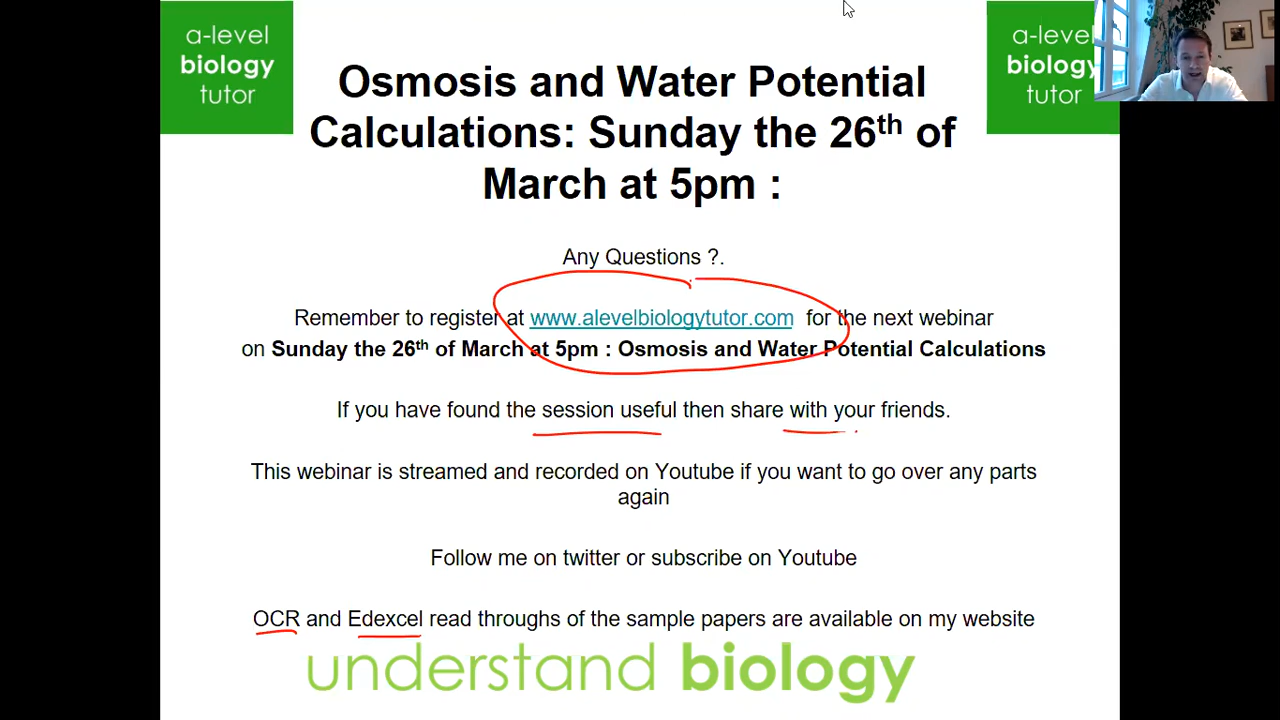 a-level
biology
tutor
a-level
biology
tutor
Osmosis and Water Potential
Calculations: Sunday the 26th of
March at 5pm :
Any Questions ?.
Remember to register at www.alevelbiologytutor.com for the next webinar
on Sunday the 26th of March at 5pm : Osmosis and Water Potential Calculations
If you have found the session useful then share with your friends.
This webinar is streamed and recorded on Youtube if you want to go over any parts
again
Follow me on twitter or subscribe on Youtube
OCR and Edexcel read throughs of the sample papers are available on my website
understand biology